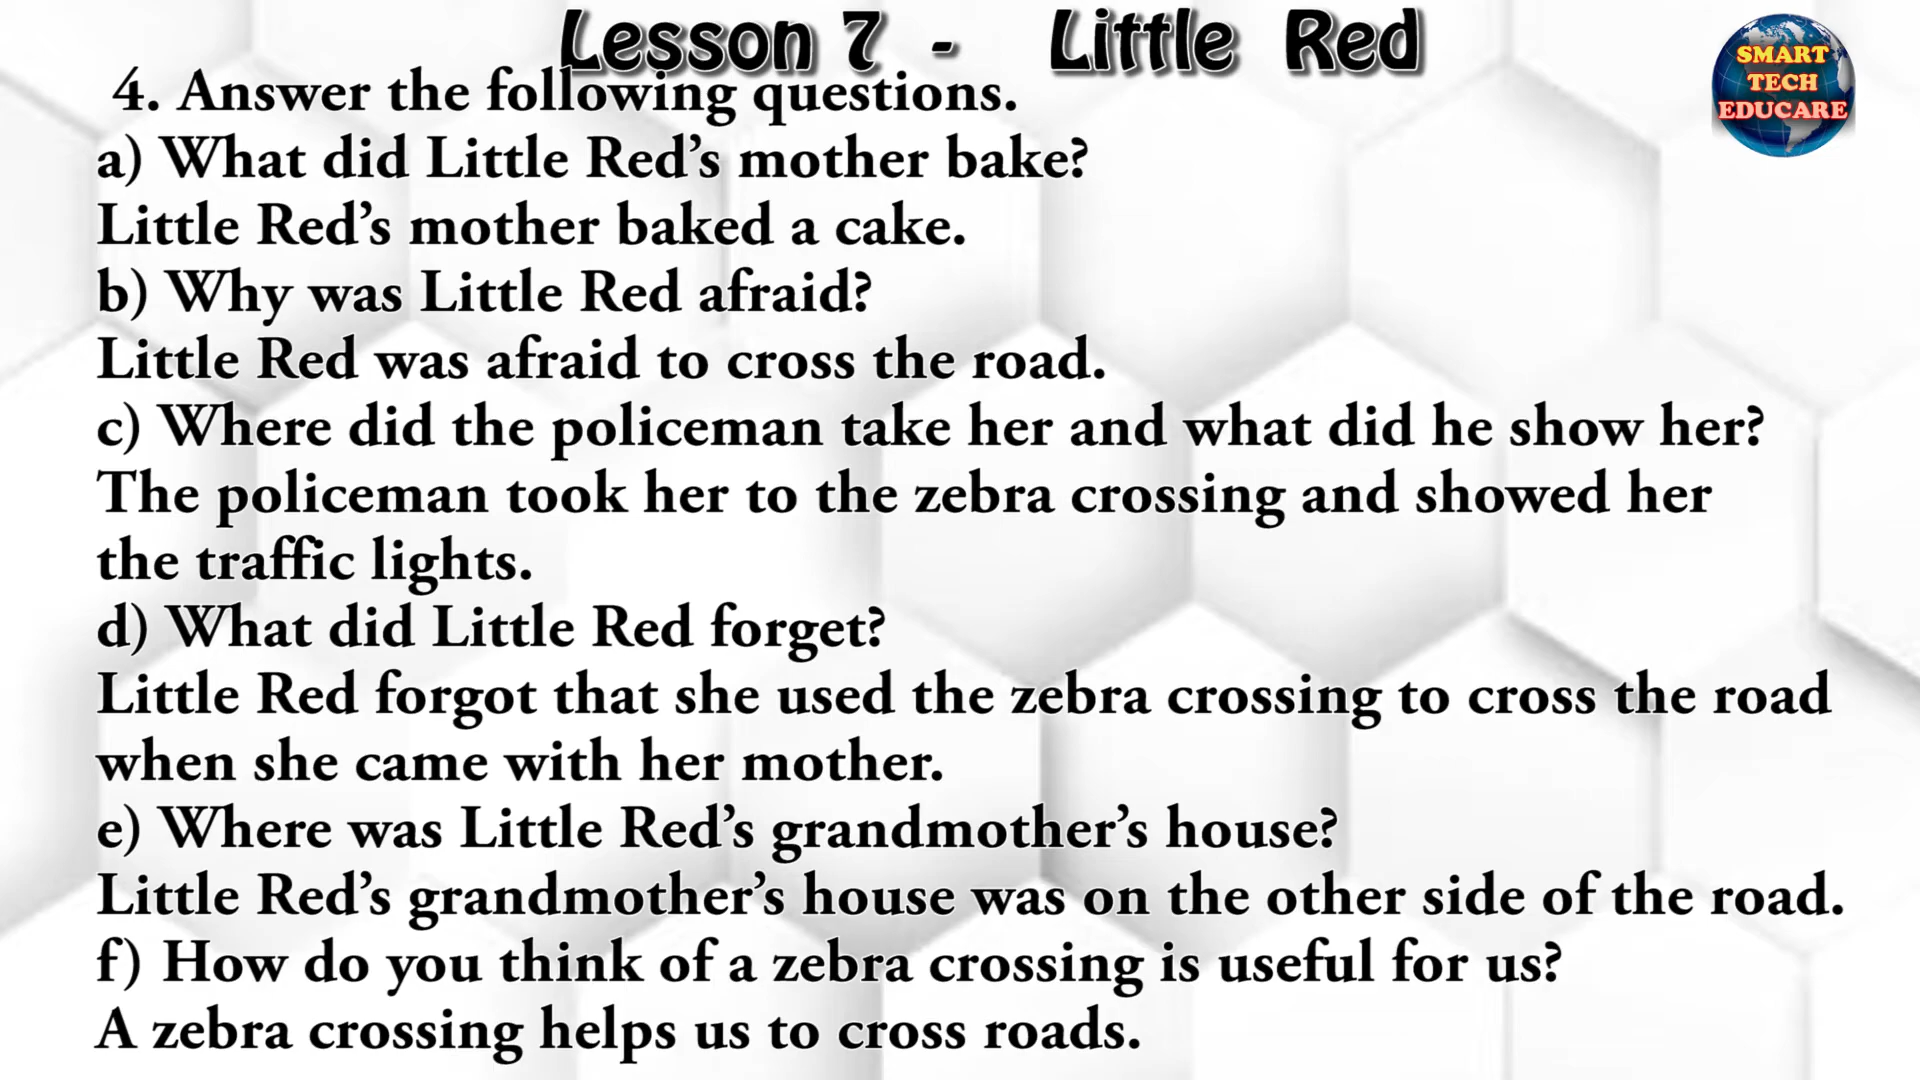 Lesson 7 - Little Red
SMART
TECH
EDUCARE
4. Answer the following questions.
a) What did Little Red’s mother bake?
Little Red’s mother baked a cake.
b) Why was Little Red afraid?
Little Red was afraid to cross the road.
c) Where did the policeman take her and what did he show her?
The policeman took her to the zebra crossing and showed her
the traffic lights.
d) What did Little Red forget?
Little Red forgot that she used the zebra crossing to cross the road
when she came with her mother.
e) Where was Little Red’s grandmother’s house?
Little Red’s grandmother’s house was on the other side of the road.
f) How do you think of a zebra crossing is useful for us?
A zebra crossing helps us to cross roads.